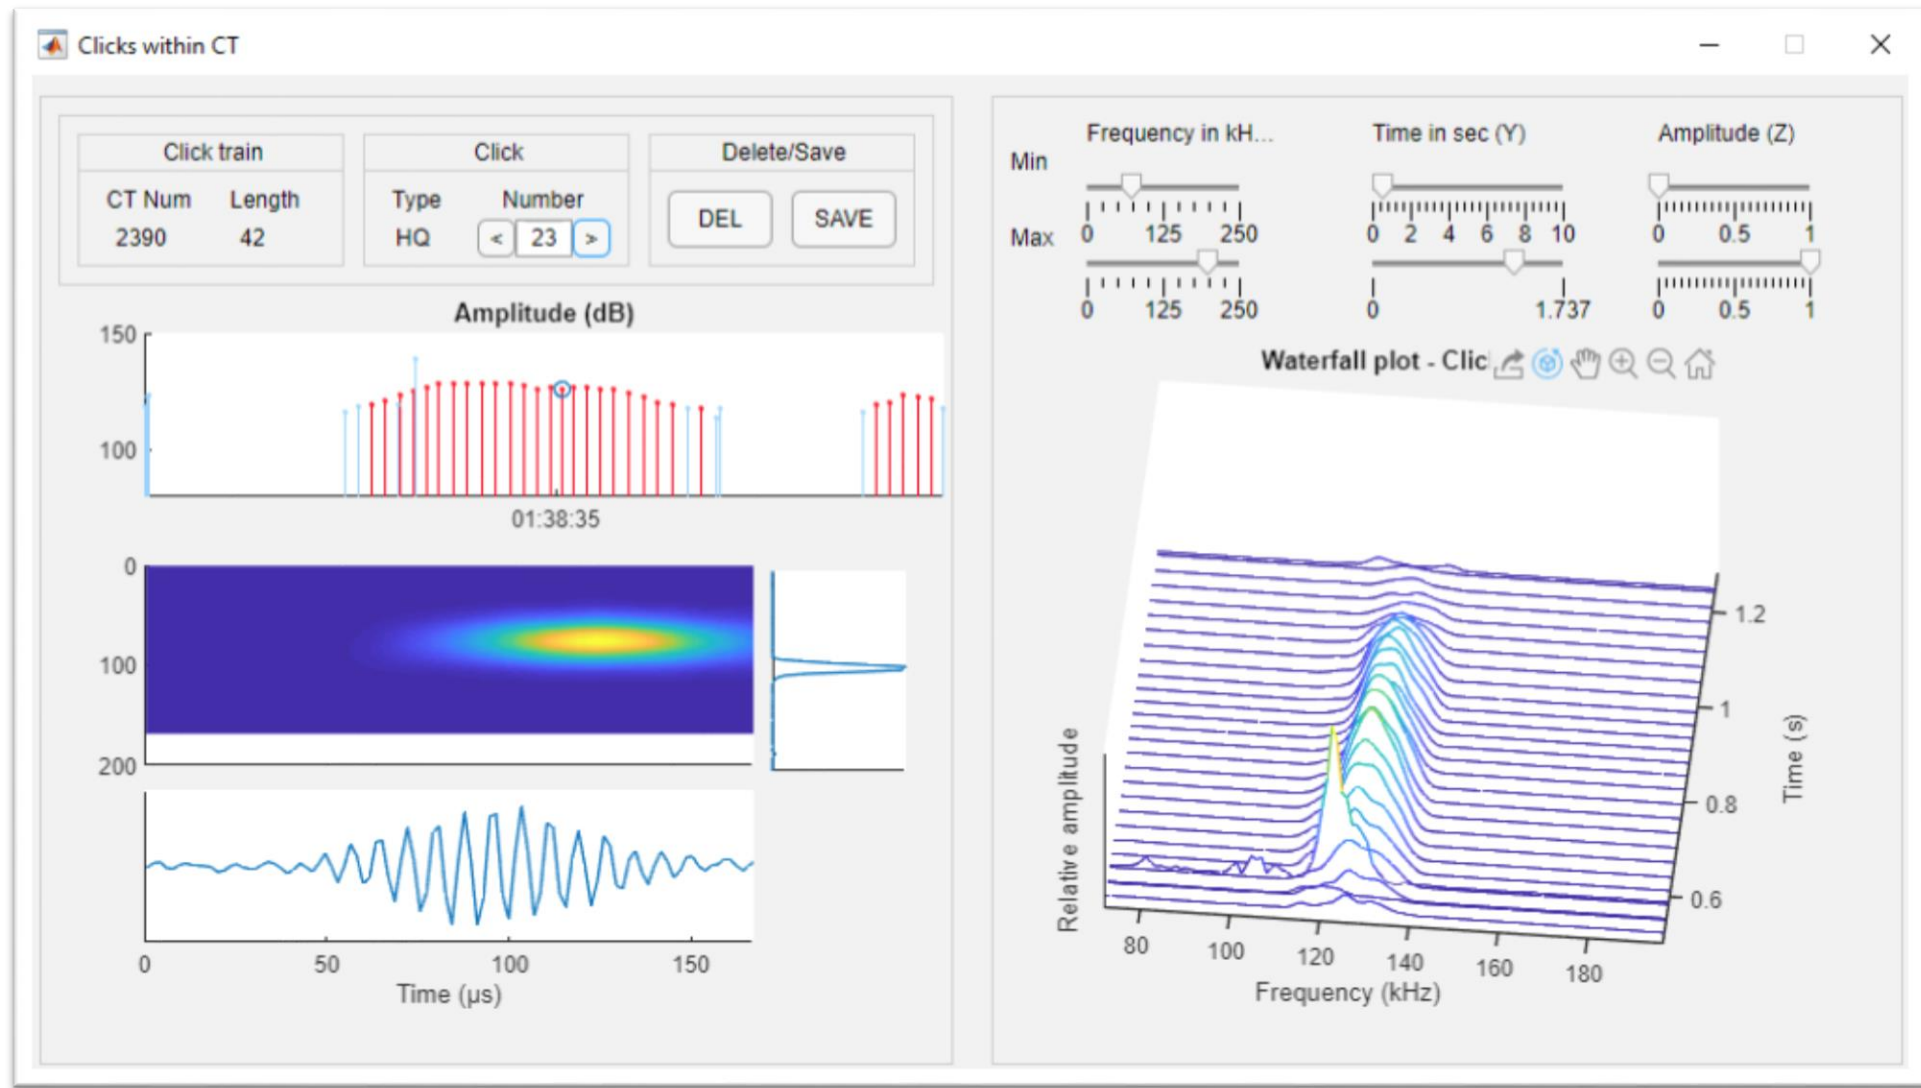 Clicks within CT
Click train
CT Num Length
2390 42
Click
Type Number
HQ < 23 >
Delete/Save
DEL SAVE
Amplitude (dB)
150
100
01:38:35
0
100
200
0 50 100 150
Time (µs)
Frequency in kH... Time in sec (Y) Amplitude (Z)
Min
0 125 250 0 2 4 6 8 10 0 0.5 1
Max
0 125 250 0 1.737 0 0.5 1
Waterfall plot - Clic
1.2
1
0.8
0.6
Time (s)
Relative amplitude
80 100 120 140 160 180
Frequency (kHz)